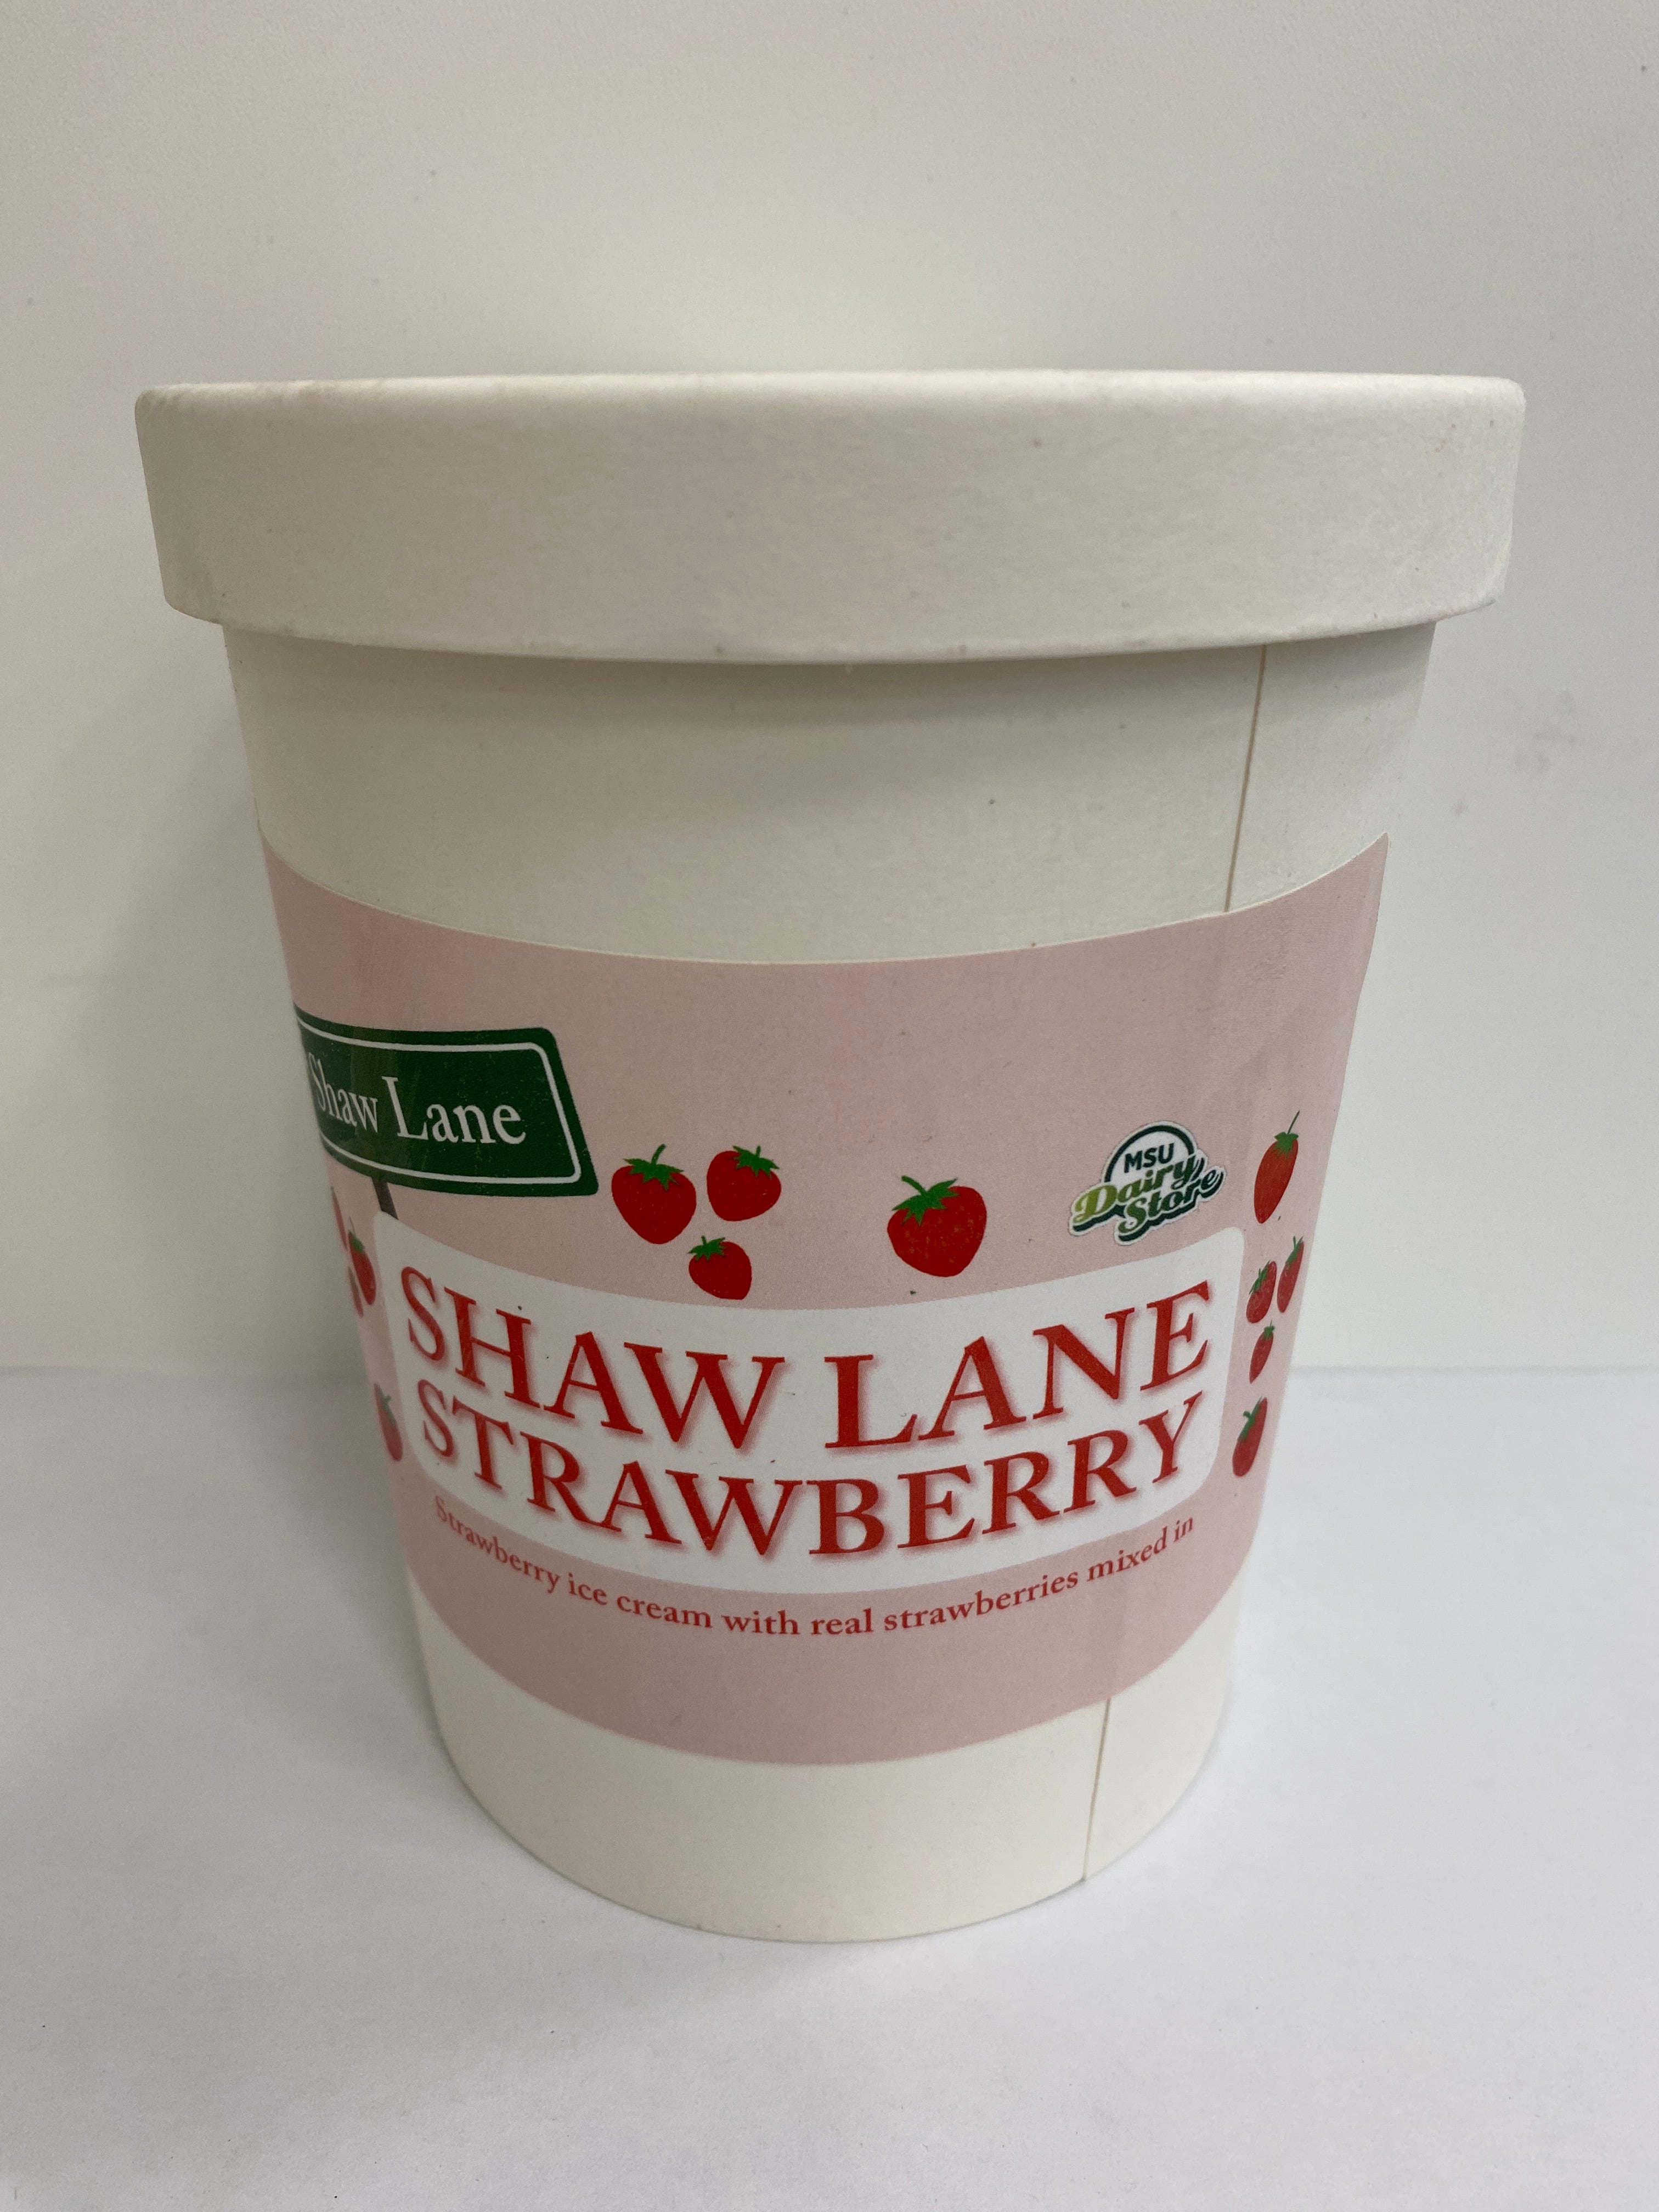 Shaw Lane
MSU
Dairy
Store
SHAW LANE
STRAWBERRY
Strawberry ice cream with real strawberries mixed in